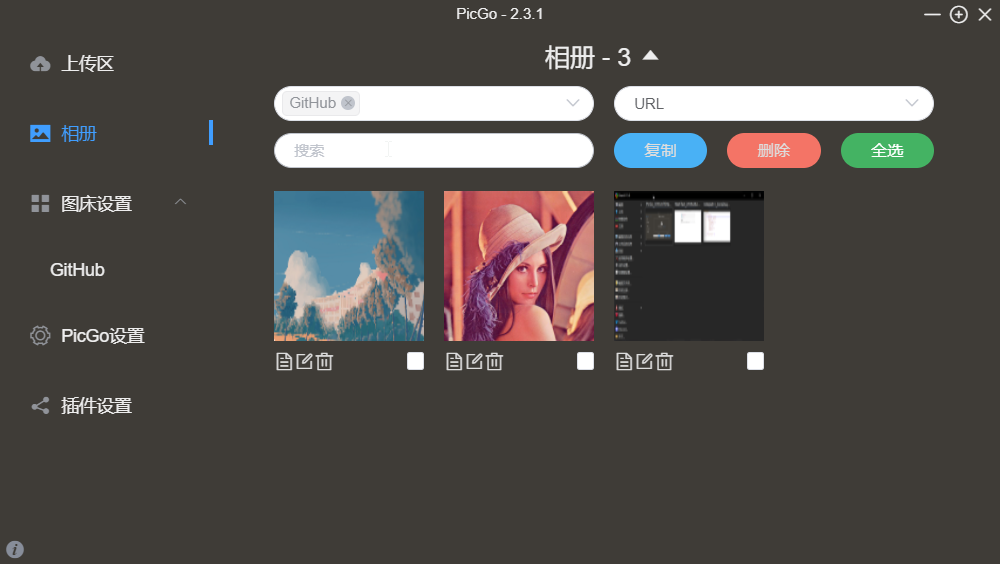 PicGo - 2.3.1
上传区
相册
图床设置
GitHub
PicGo设置
插件设置
相册 - 3
GitHub
URL
搜索
复制
删除
全选